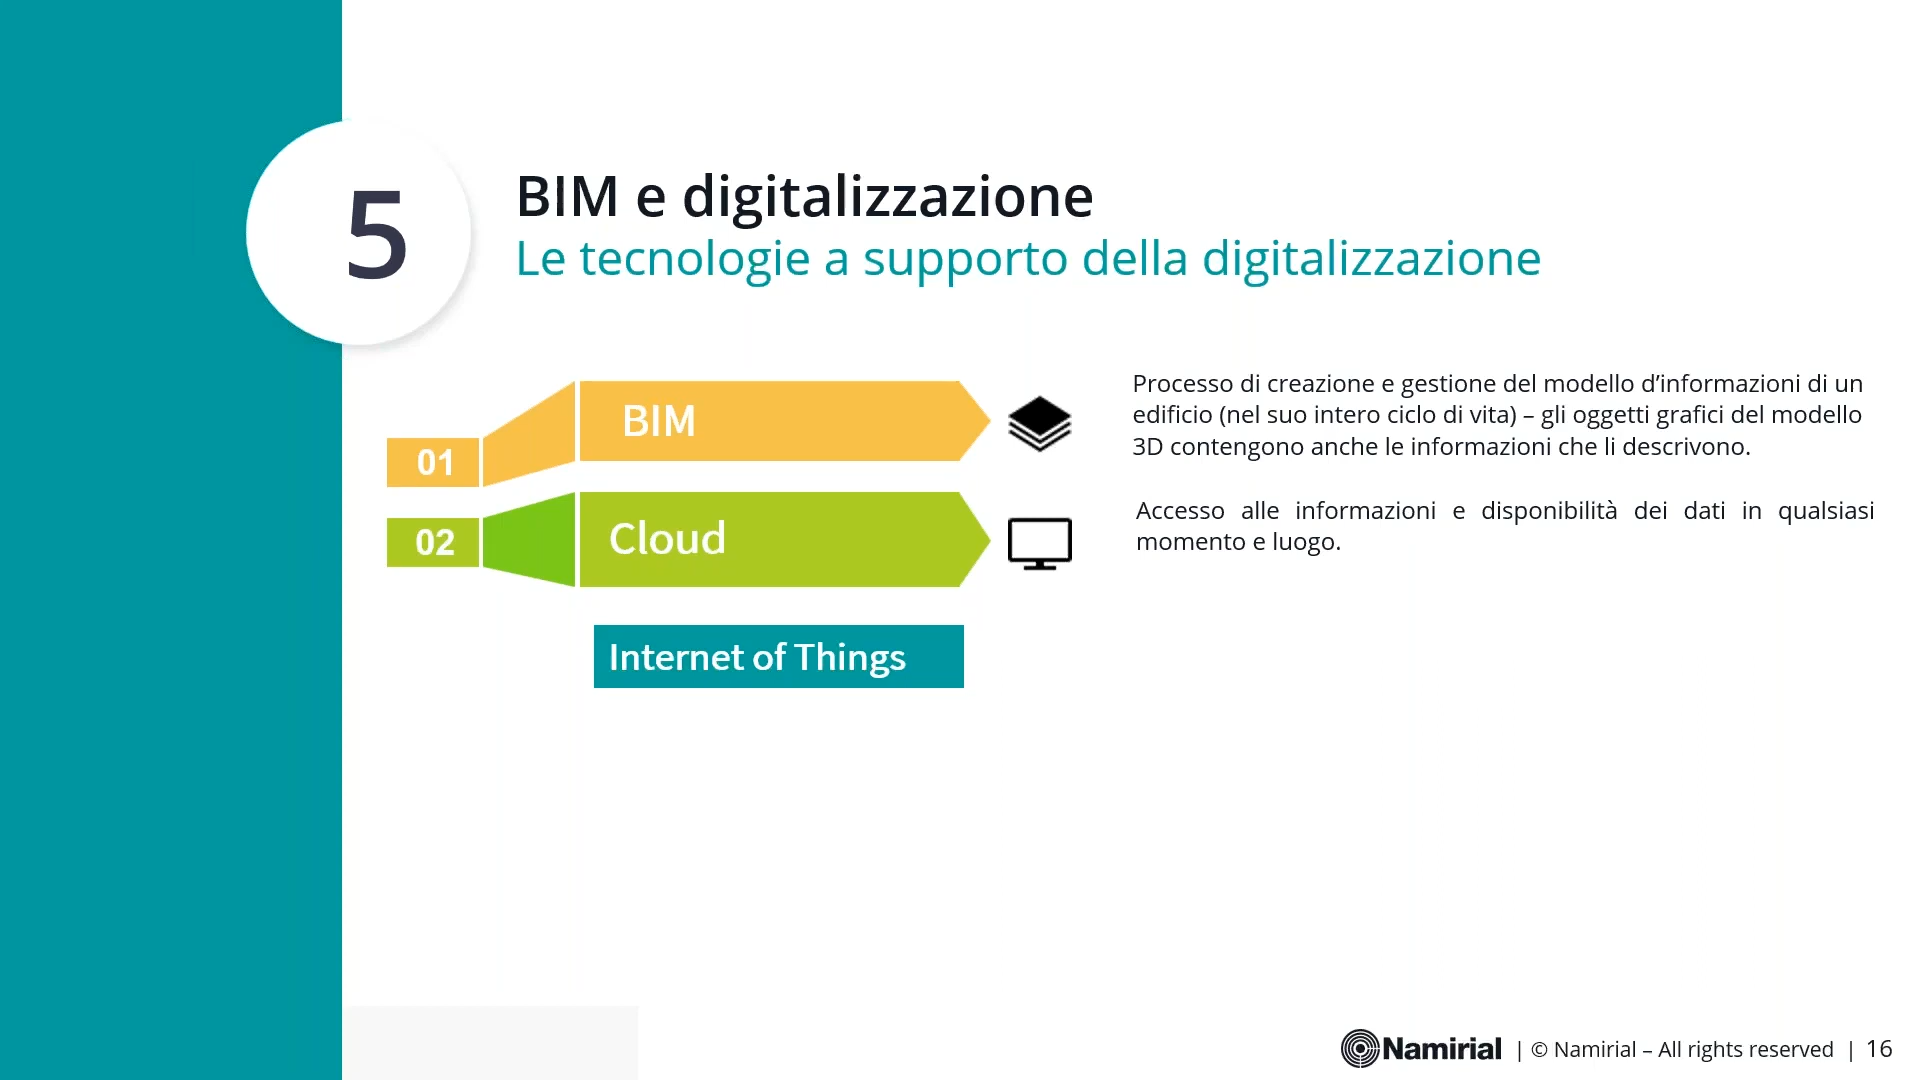 5
BIM e digitalizzazione
Le tecnologie a supporto della digitalizzazione
01
BIM
Processo di creazione e gestione del modello d’informazioni di un
edificio (nel suo intero ciclo di vita) – gli oggetti grafici del modello
3D contengono anche le informazioni che li descrivono.
02
Cloud
Accesso alle informazioni e disponibilità dei dati in qualsiasi
momento e luogo.
Internet of Things
Namirial | © Namirial – All rights reserved | 16